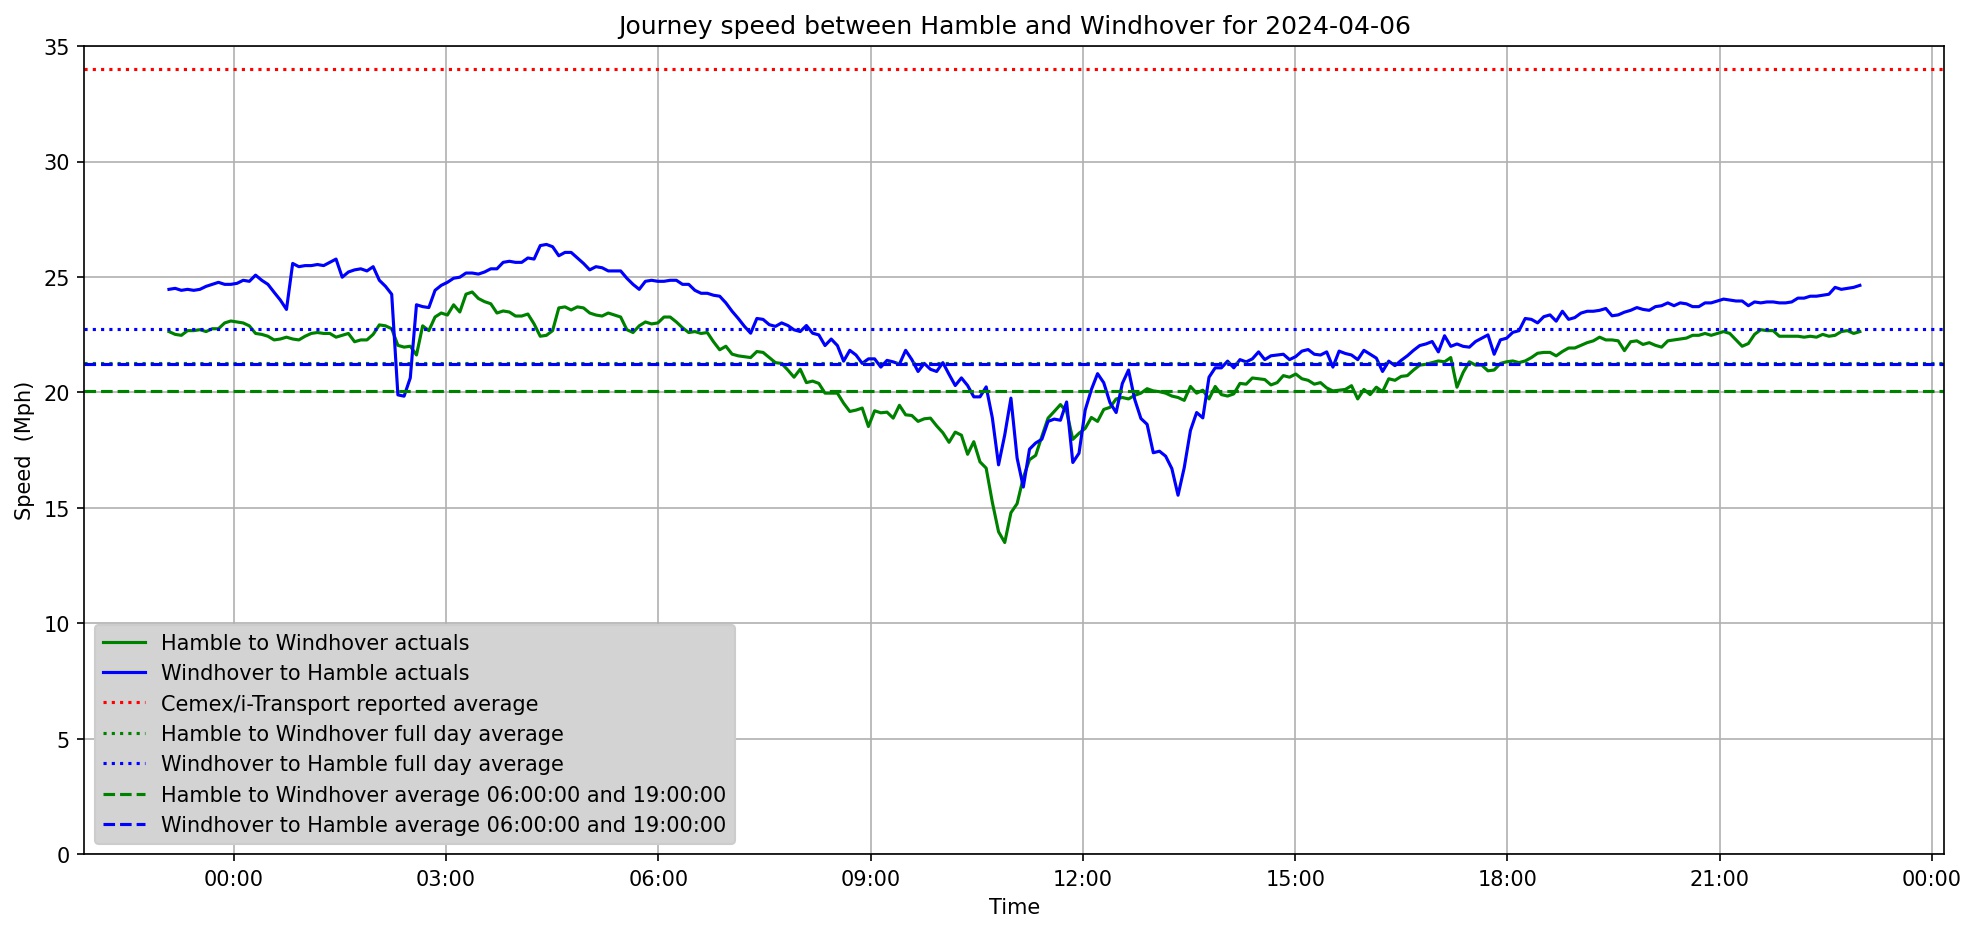 Journey speed between Hamble and Windhover for 2024-04-06
35
30
25
20
15
10
5
0
Speed (Mph)
Hamble to Windhover actuals
Windhover to Hamble actuals
Cemex/i-Transport reported average
Hamble to Windhover full day average
Windhover to Hamble full day average
Hamble to Windhover average 06:00:00 and 19:00:00
Windhover to Hamble average 06:00:00 and 19:00:00
00:00 03:00 06:00 09:00 12:00 15:00 18:00 21:00 00:00
Time